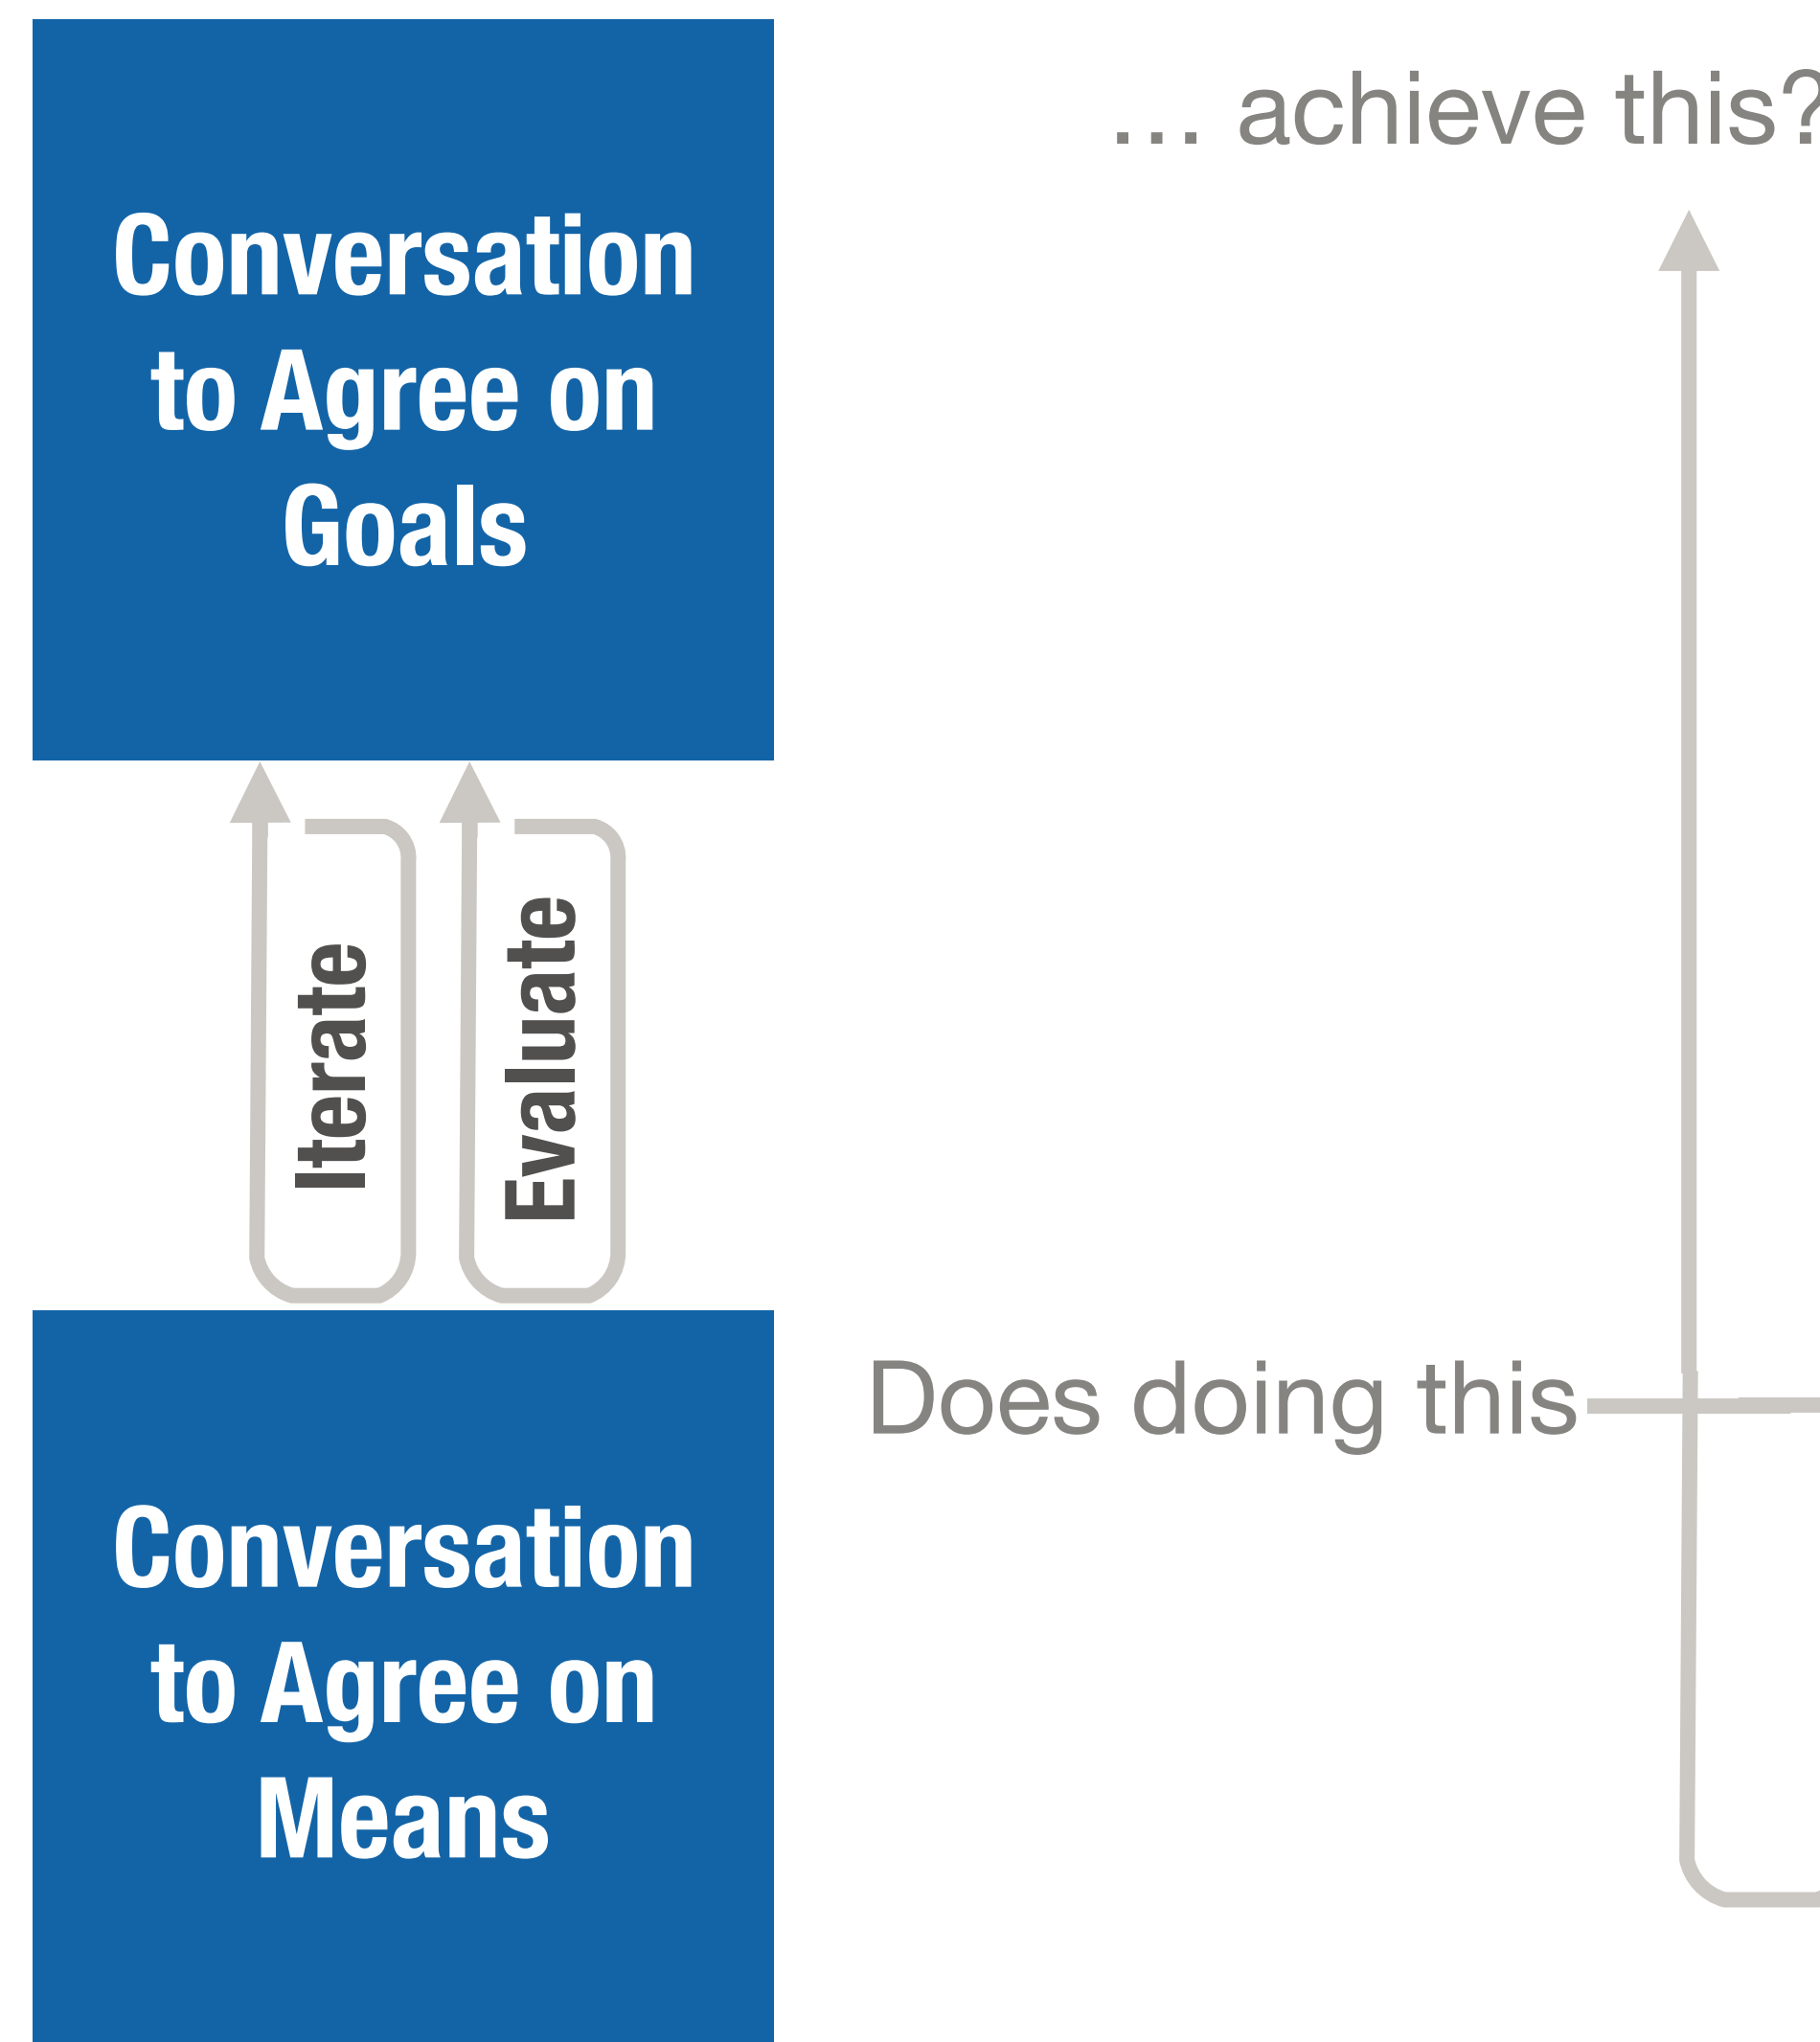 … achieve this?
Conversation
to Agree on
Goals
Iterate
Evaluate
Does doing this
Conversation
to Agree on
Means